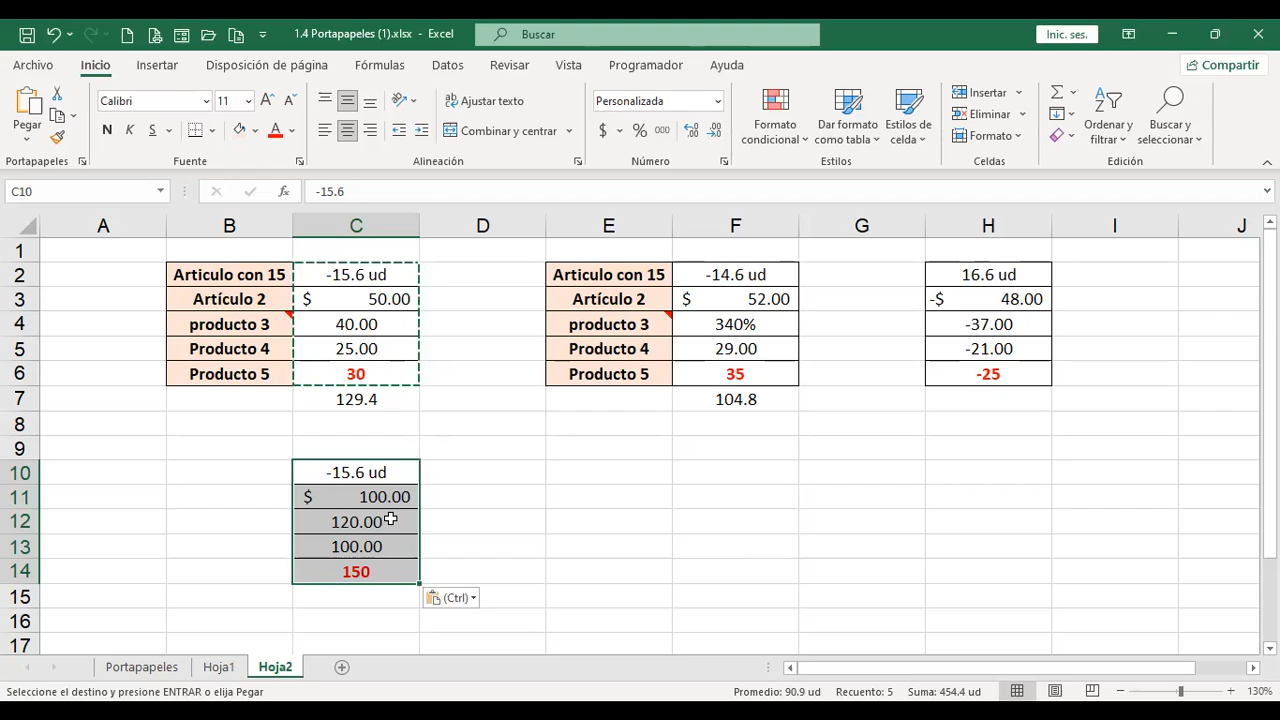 1.4 Portapapeles (1).xlsx - Excel
Buscar
Inic. ses.
Archivo Inicio Insertar Disposición de página Fórmulas Datos Revisar Vista Programador Ayuda Compartir
Pegar
Calibri 11
Ajustar texto
Personalizada
Formato condicional
Dar formato como tabla
Estilos de celda
Insertar
Ordenar y filtrar
Buscar y seleccionar
N K S A
Combinar y centrar
$ % 000
Eliminar
Formato
Portapapeles Fuente Alineación Número Estilos Celdas Edición
C10 fx -15.6
A B C D E F G H I J
1
2 Articulo con 15 -15.6 ud Articulo con 15 -14.6 ud 16.6 ud
3 Artículo 2 $ 50.00 Artículo 2 $ 52.00 -$ 48.00
4 producto 3 40.00 producto 3 340% -37.00
5 Producto 4 25.00 Producto 4 29.00 -21.00
6 Producto 5 30 Producto 5 35 -25
7 129.4 104.8
8
9
10 -15.6 ud
11 $ 100.00
12 120.00
13 100.00
14 150
15 (Ctrl)
16
17
Portapapeles Hoja1 Hoja2
Seleccione el destino y presione ENTRAR o elija Pegar Promedio: 90.9 ud Recuento: 5 Suma: 454.4 ud 130%